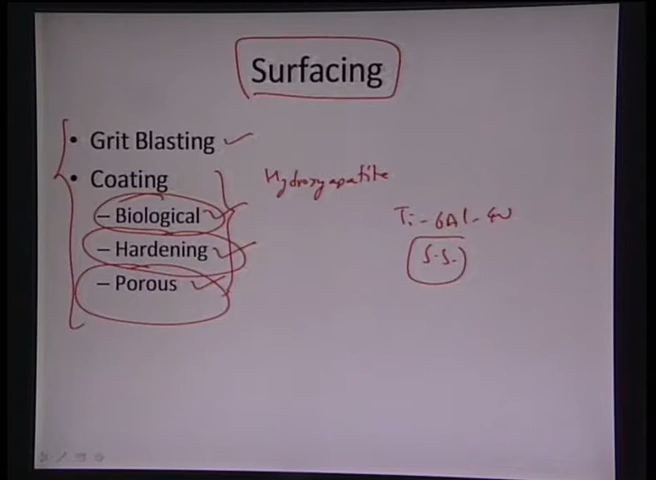 Surfacing
• Grit Blasting
• Coating
Hydroxyapatite
– Biological
Ti-6Al-4V
– Hardening
S.S.
– Porous